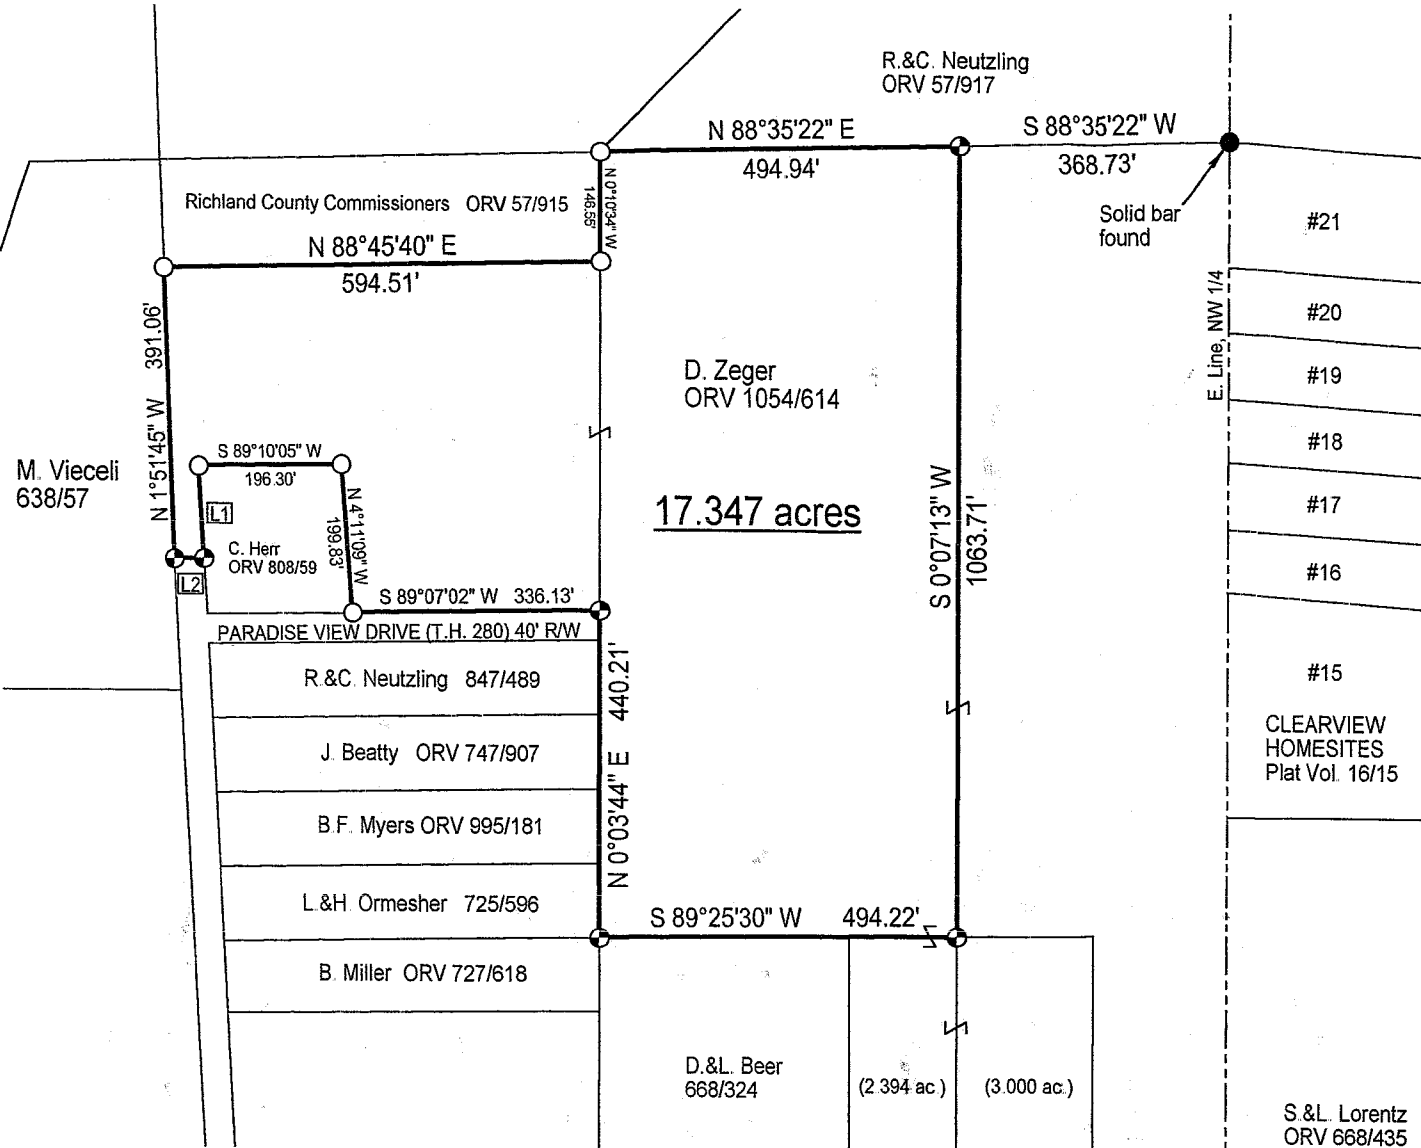 R.&C. Neutzling
ORV 57/917
N 88°35'22" E
494.94'
S 88°35'22" W
368.73'
Solid bar
found
Richland County Commissioners ORV 57/915
N 0°10'34" W
146.55'
N 88°45'40" E
594.51'
N 1°51'45" W 391.06'
#21
#20
#19
#18
#17
#16
#15
E. Line, NW 1/4
D. Zeger
ORV 1054/614
M. Vieceli
638/57
S 89°10'05" W
196.30'
L1
C. Herr
ORV 808/59
N 4°11'09" W
199.83'
L2
17.347 acres
S 0°07'13" W
1063.71'
S 89°07'02" W 336.13'
PARADISE VIEW DRIVE (T.H. 280) 40' R/W
R.&C. Neutzling 847/489
J. Beatty ORV 747/907
B.F. Myers ORV 995/181
L.&H. Ormesher 725/596
B. Miller ORV 727/618
N 0°03'44" E 440.21'
CLEARVIEW
HOMESITES
Plat Vol. 16/15
S 89°25'30" W 494.22'
D.&L. Beer
668/324
(2.394 ac.)
(3.000 ac.)
S.&L. Lorentz
ORV 668/435